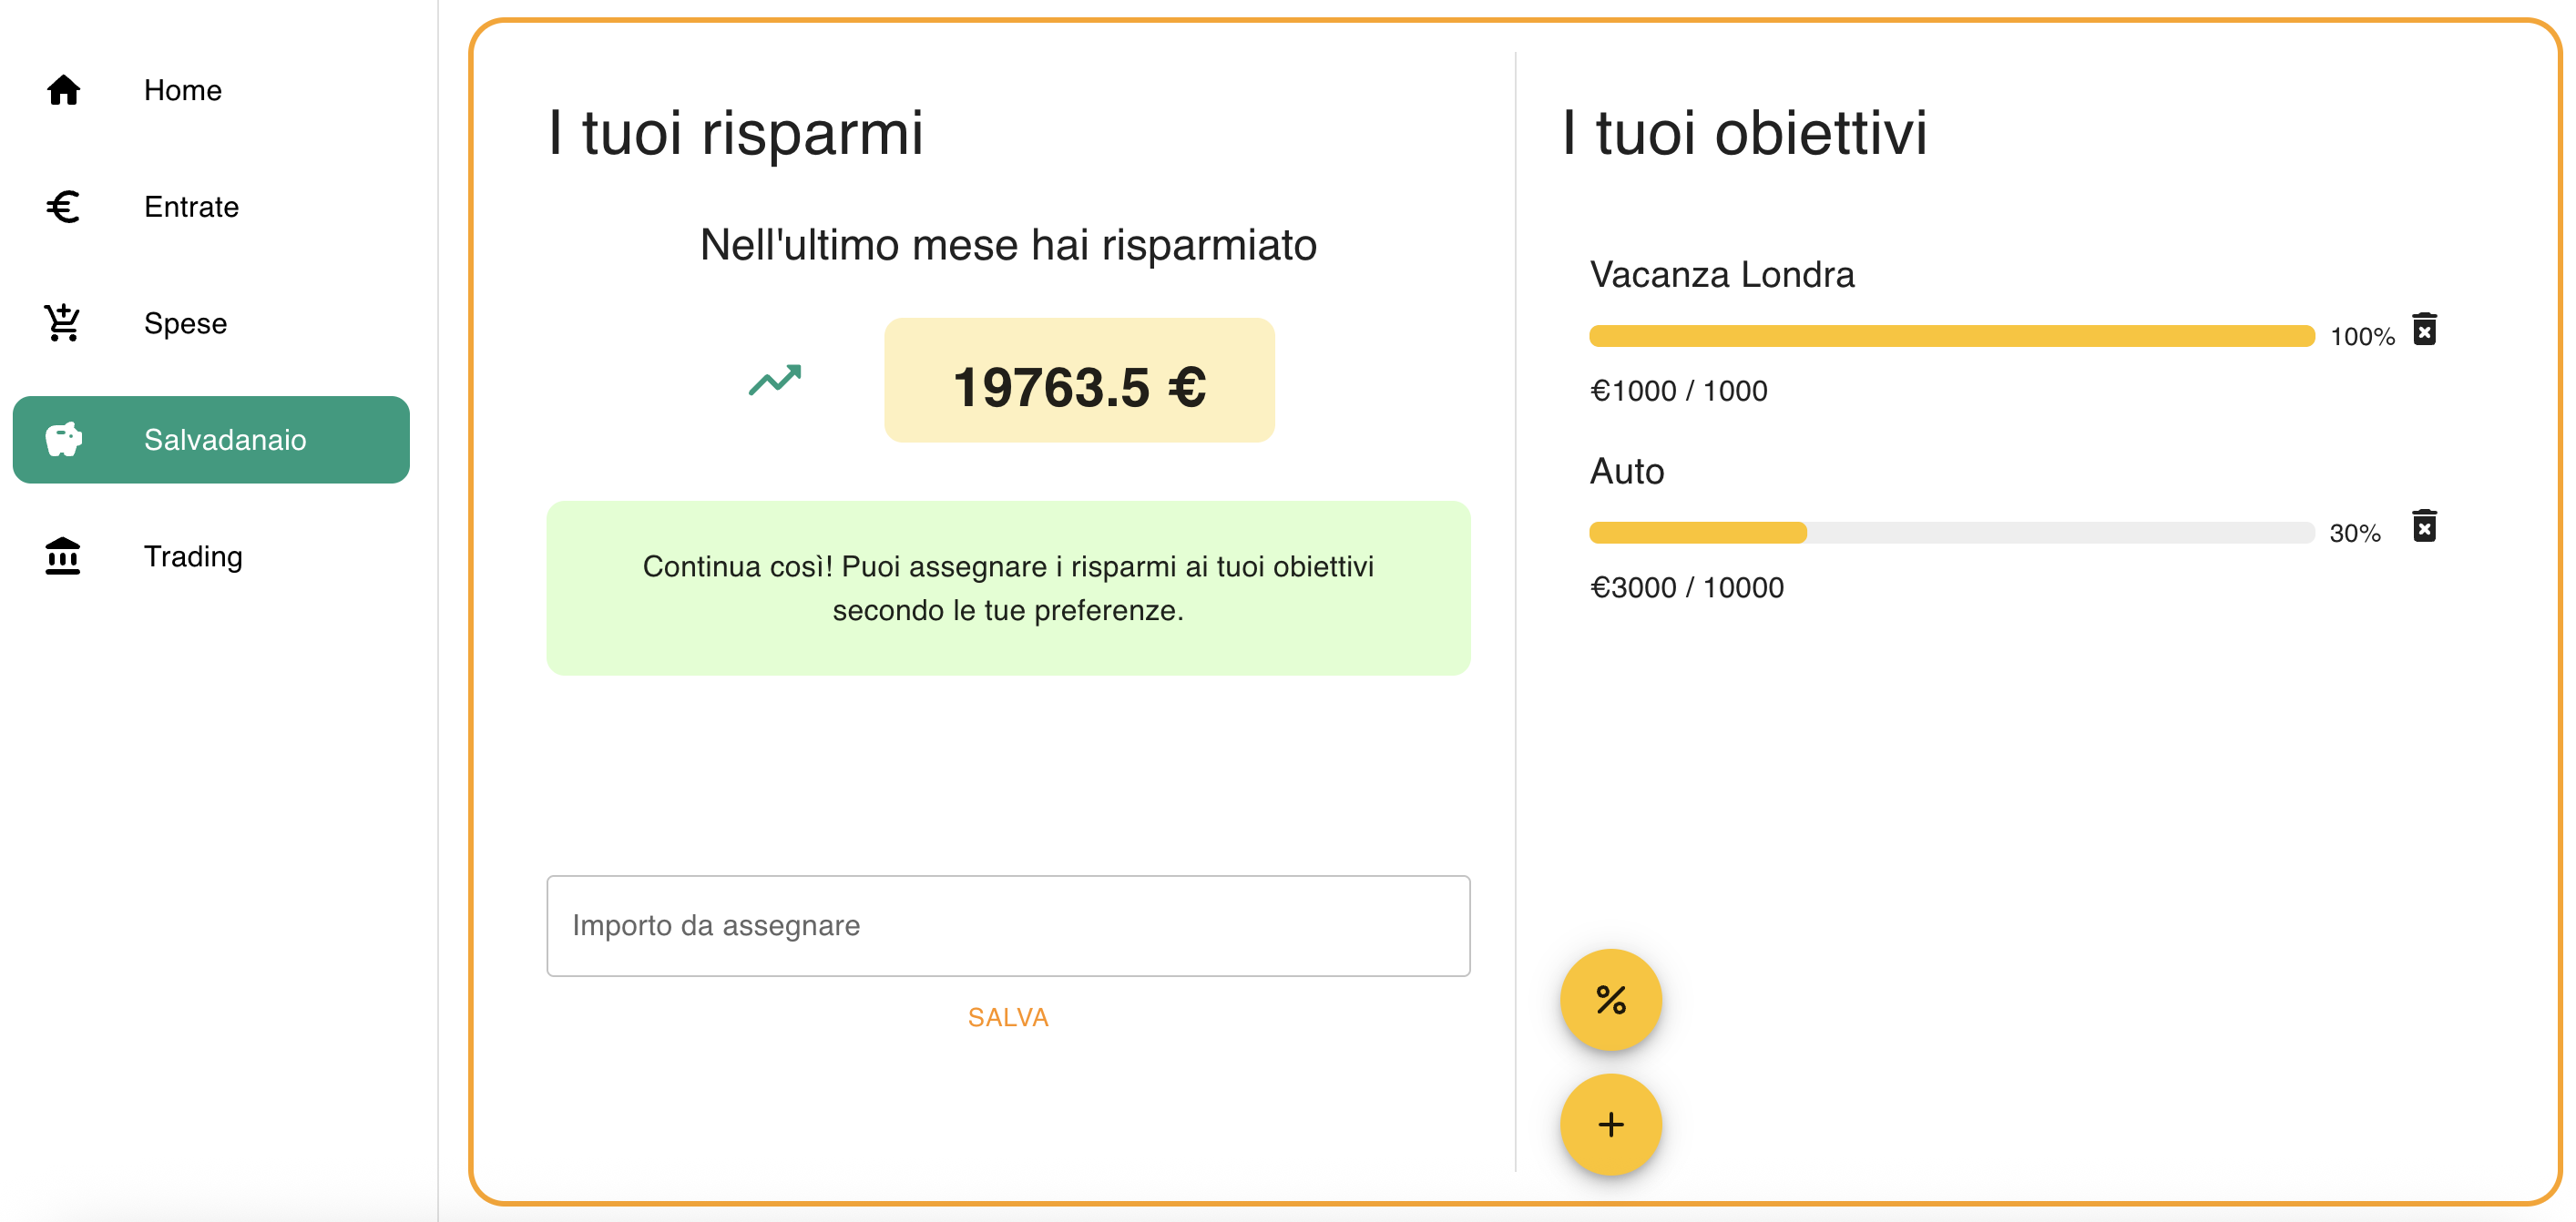 Home
Entrate
Spese
Salvadanaio
Trading
I tuoi risparmi
Nell'ultimo mese hai risparmiato
19763.5 €
Continua così! Puoi assegnare i risparmi ai tuoi obiettivi
secondo le tue preferenze.
Importo da assegnare
SALVA
I tuoi obiettivi
Vacanza Londra
100%
€1000 / 1000
Auto
30%
€3000 / 10000
%
+